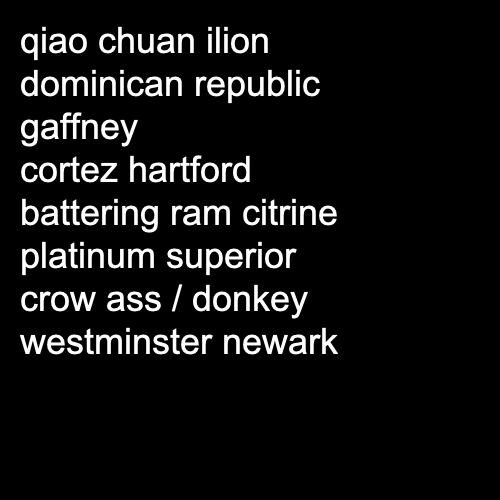 qiao chuan ilion
dominican republic
gaffney
cortez hartford
battering ram citrine
platinum superior
crow ass / donkey
westminster newark